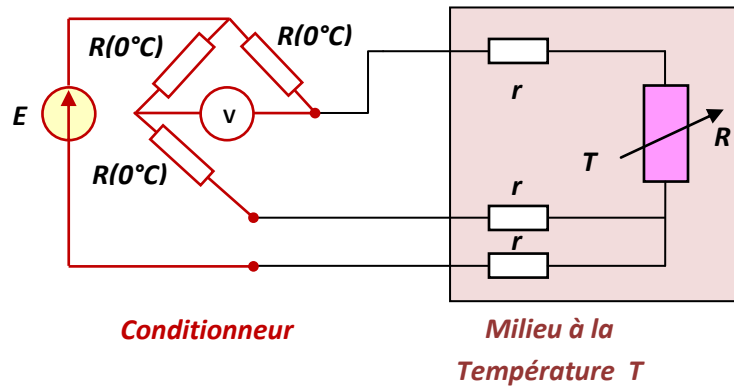 R(0°C)
R(0°C)
E
V
r
R(0°C)
T
R
r
r
Conditionneur
Milieu à la
Température T